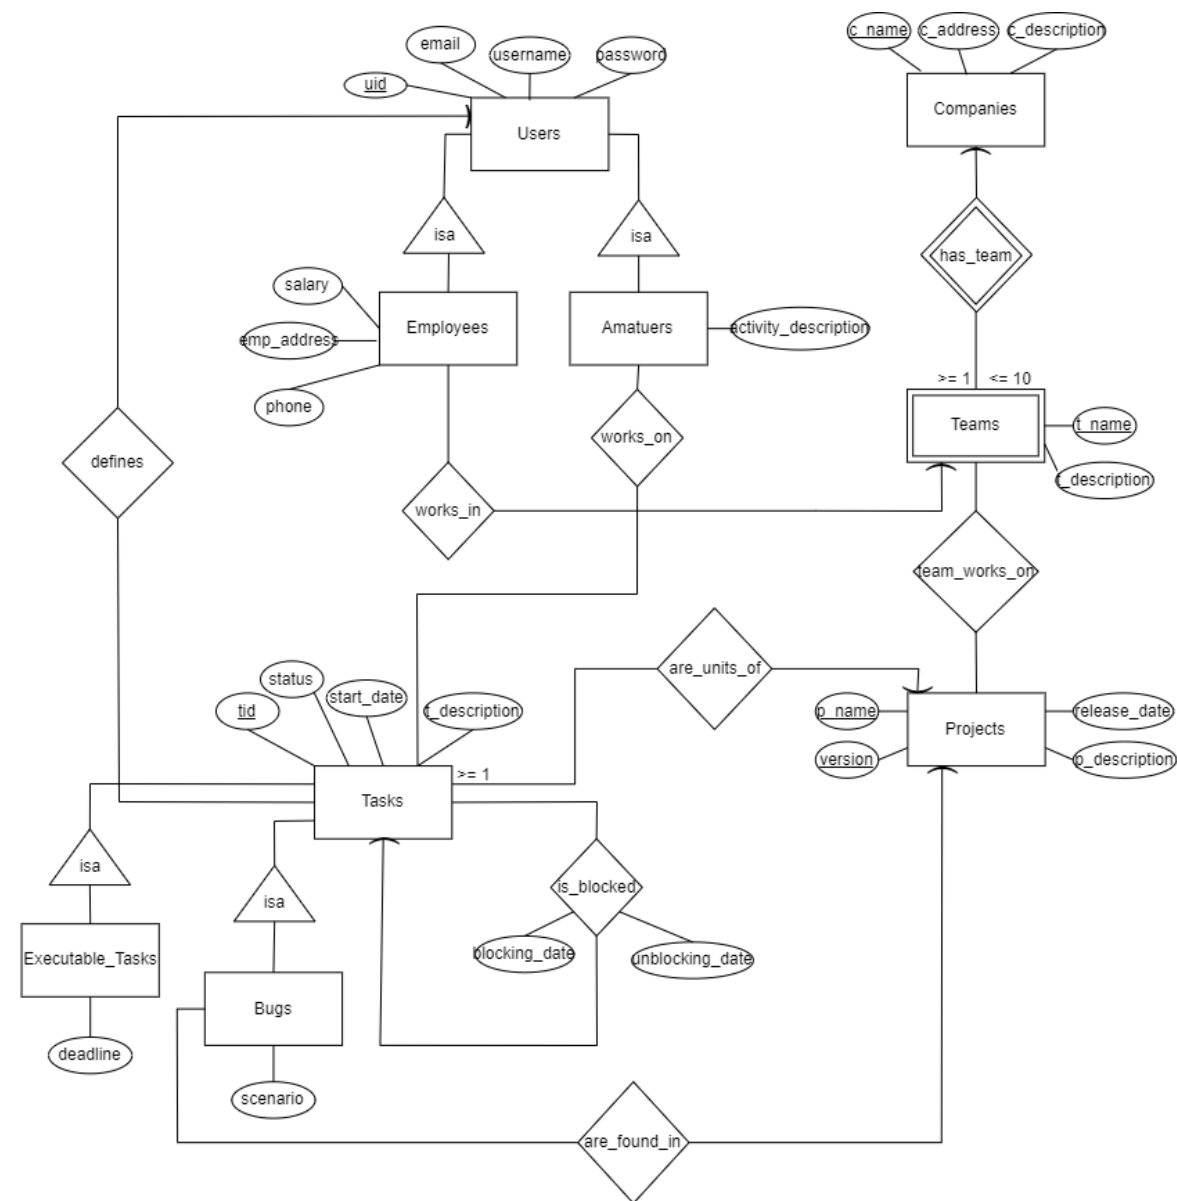 c_name
c_address
c_description
email
username
password
uid
Users
Companies
isa
isa
has_team
salary
emp_address
phone
Employees
Amatuers
activity_description
>= 1
<= 10
Teams
t_name
t_description
works_on
defines
works_in
team_works_on
are_units_of
status
start_date
tid
t_description
p_name
release_date
version
p_description
Projects
>= 1
Tasks
isa
isa
is_blocked
blocking_date
unblocking_date
Executable_Tasks
Bugs
deadline
scenario
are_found_in